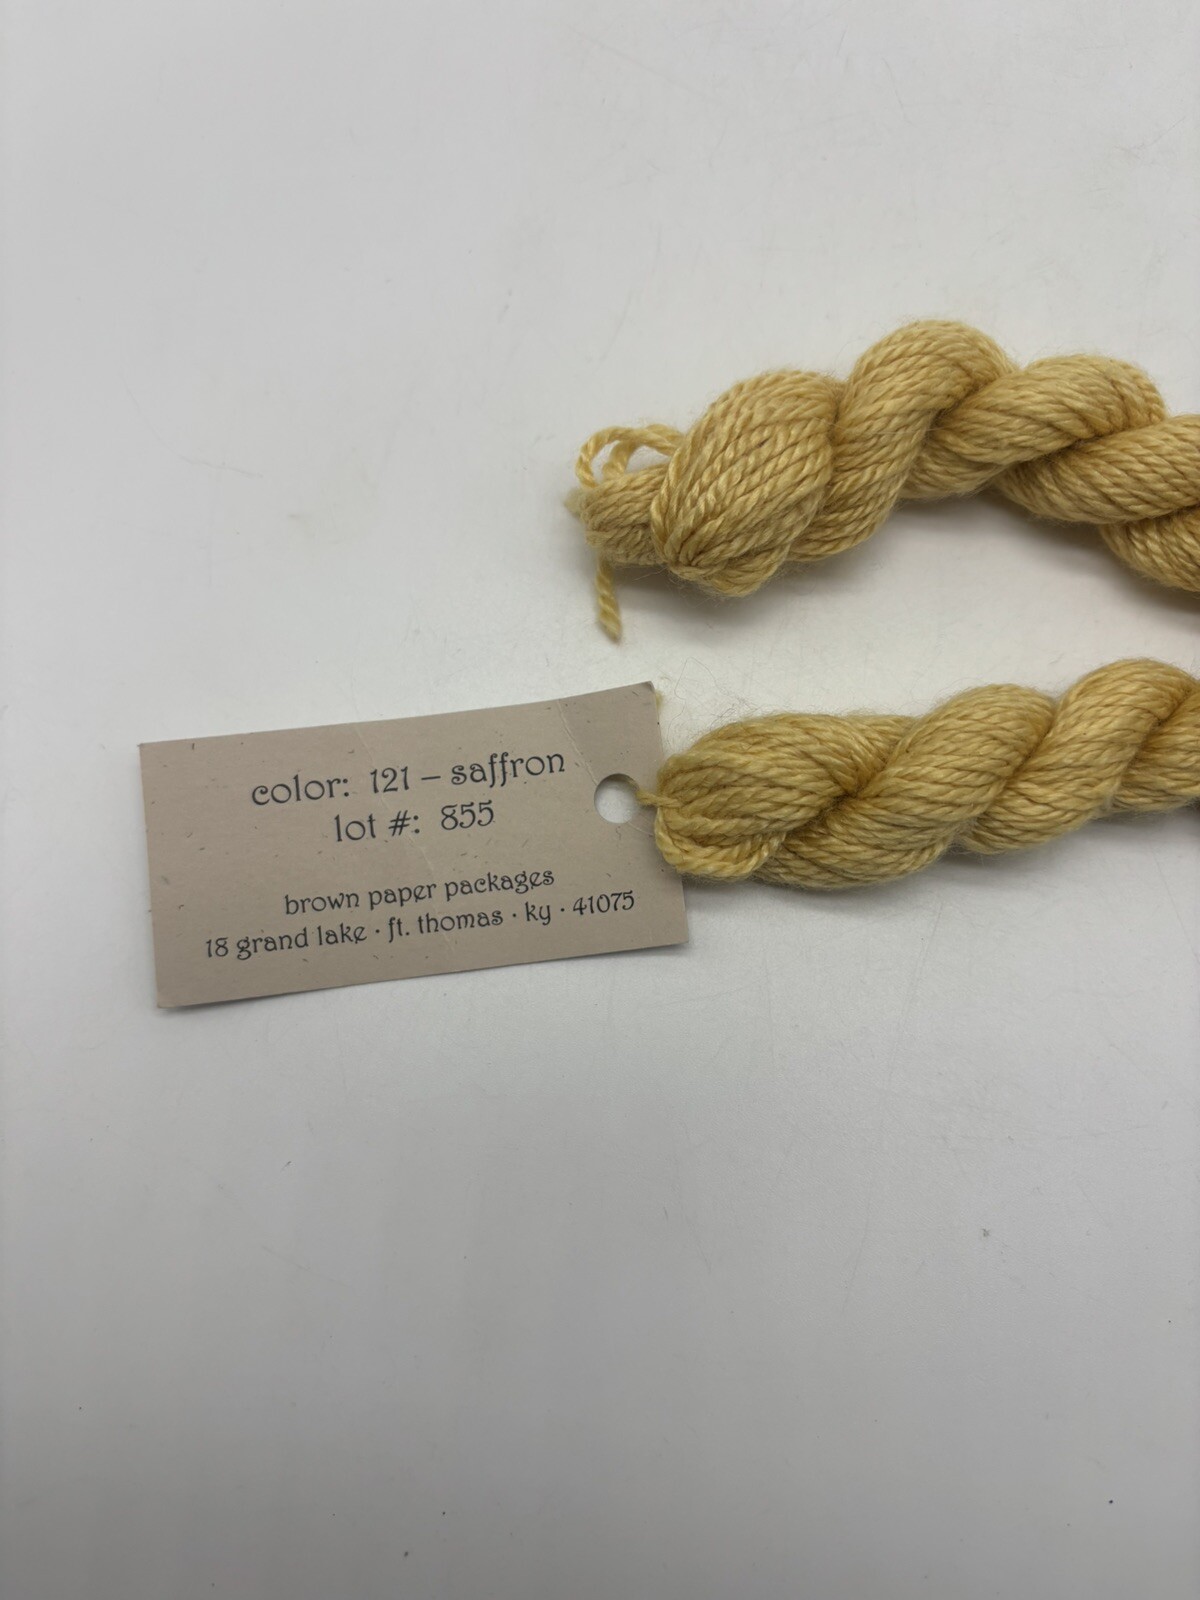 color: 121 – saffron
lot #: 855
brown paper packages
18 grand lake · ft. thomas · ky · 41075